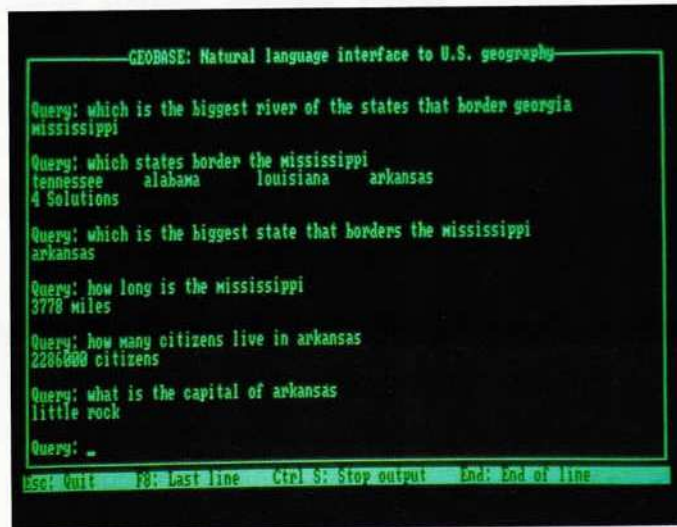 GEOBASE: Natural language interface to U.S. geography
Query: which is the biggest river of the states that border georgia
mississippi
Query: which states border the mississippi
tennessee alabama louisiana arkansas
4 Solutions
Query: which is the biggest state that borders the mississippi
arkansas
Query: how long is the mississippi
3778 miles
Query: how many citizens live in arkansas
2286000 citizens
Query: what is the capital of arkansas
little rock
Query: _
Esc: Quit F8: Last line Ctrl S: Stop output End: End of line